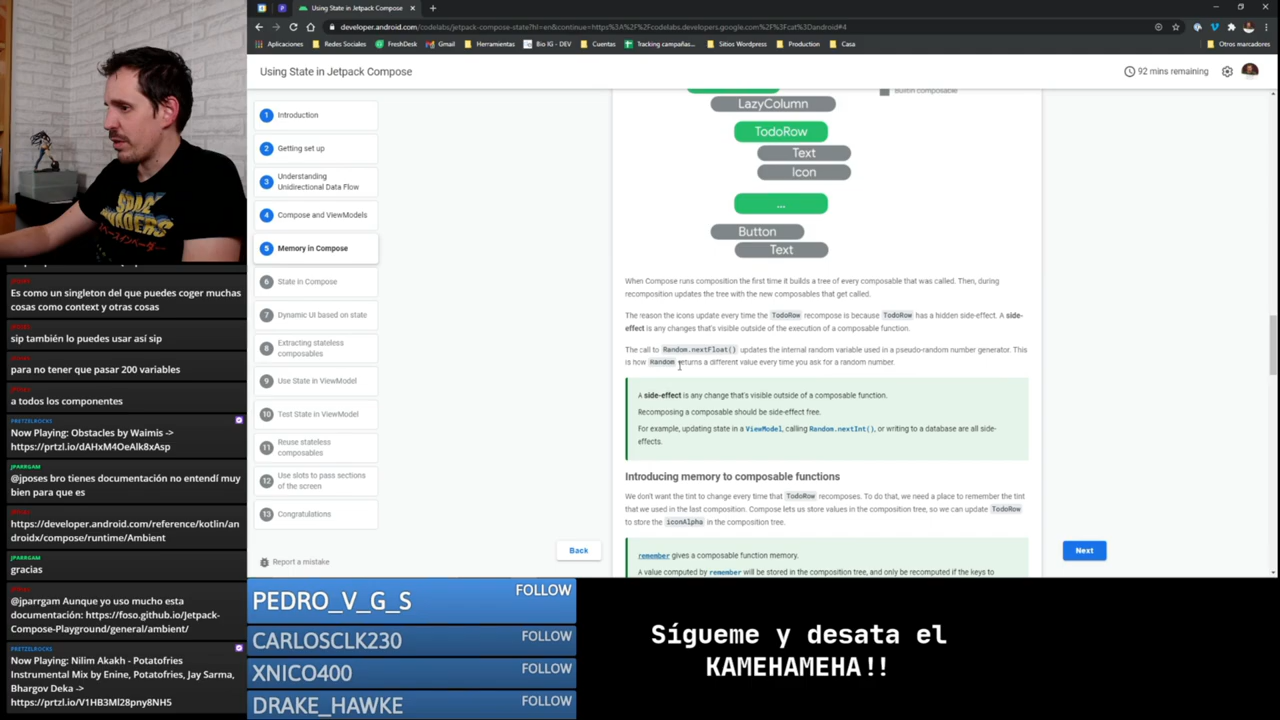 Using State in Jetpack Compose
developer.android.com/codelabs/jetpack-compose-state?hl=en&continue=https%3A%2F%2Fcodelabs.developers.google.com%2F%3Fcat%3Dandroid#4
Aplicaciones
Redes Sociales
FreshDesk
Gmail
Herramientas
Bio IG - DEV
Cuentas
Tracking campañas...
Sitios Wordpress
Production
Casa
Otros marcadores
Using State in Jetpack Compose
92 mins remaining
1 Introduction
2 Getting set up
3 Understanding
Unidirectional Data Flow
4 Compose and ViewModels
5 Memory in Compose
6 State in Compose
7 Dynamic UI based on state
8 Extracting stateless
composables
9 Use State in ViewModel
10 Test State in ViewModel
11 Reuse stateless
composables
12 Use slots to pass sections
of the screen
13 Congratulations
Report a mistake
Builtin composable
LazyColumn
TodoRow
Text
Icon
...
Button
Text
When Compose runs composition the first time it builds a tree of every composable that was called. Then, during
recomposition updates the tree with the new composables that get called.
The reason the icons update every time the TodoRow recompose is because TodoRow has a hidden side-effect. A side-
effect is any changes that's visible outside of the execution of a composable function.
The call to Random.nextFloat() updates the internal random variable used in a pseudo-random number generator. This
is how Random returns a different value every time you ask for a random number.
A side-effect is any change that's visible outside of a composable function.
Recomposing a composable should be side-effect free.
For example, updating state in a ViewModel, calling Random.nextInt(), or writing to a database are all side-
effects.
Introducing memory to composable functions
We don't want the tint to change every time that TodoRow recomposes. To do that, we need a place to remember the tint
that we used in the last composition. Compose lets us store values in the composition tree, so we can update TodoRow
to store the iconAlpha in the composition tree.
remember gives a composable function memory.
A value computed by remember will be stored in the composition tree, and only be recomputed if the keys to
Back
Next
Es como un singleton del que puedes coger muchas
cosas como context y otras cosas
sip también lo puedes usar así sip
para no tener que pasar 200 variables
a todos los componentes
PRETZELROCKS
Now Playing: Obstacles by Waimis ->
https://prtzl.io/dAHxM4OeAlk8xAsp
JPARRGAM
@jposes bro tienes documentación no entendí muy
bien para que es
https://developer.android.com/reference/kotlin/an
droidx/compose/runtime/Ambient
JPARRGAM
gracias
@jparrgam Aunque yo uso mucho esta
documentación: https://foso.github.io/Jetpack-
Compose-Playground/general/ambient/
PRETZELROCKS
Now Playing: Nilim Akakh - Potatofries
Instrumental Mix by Enine, Potatofries, Jay Sarma,
Bhargov Deka ->
https://prtzl.io/V1HB3Ml28pny8NH5
PEDRO_V_G_S FOLLOW
CARLOSCLK230 FOLLOW
XNICO400 FOLLOW
DRAKE_HAWKE FOLLOW
Sígueme y desata el
KAMEHAMEHA!!